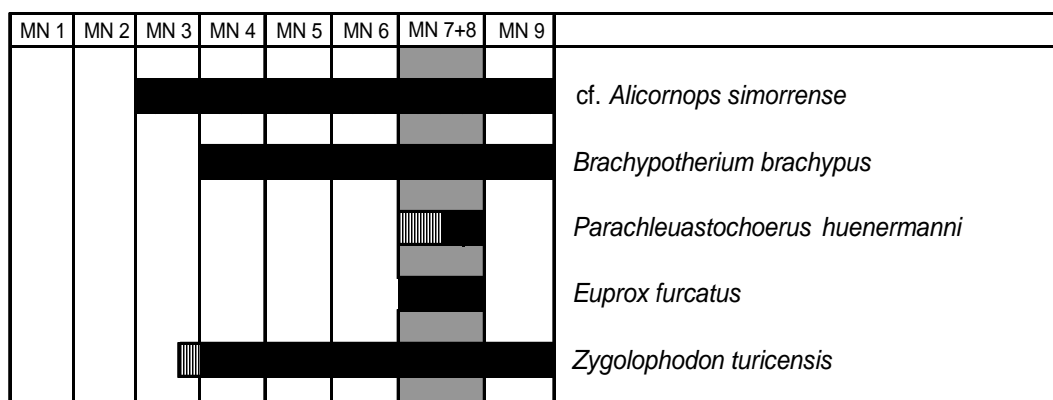 MN 1 MN 2 MN 3 MN 4 MN 5 MN 6 MN 7+8 MN 9
cf. Alicornops simorrense
Brachypotherium brachypus
Parachleuastochoerus huenermanni
Euprox furcatus
Zygolophodon turicensis